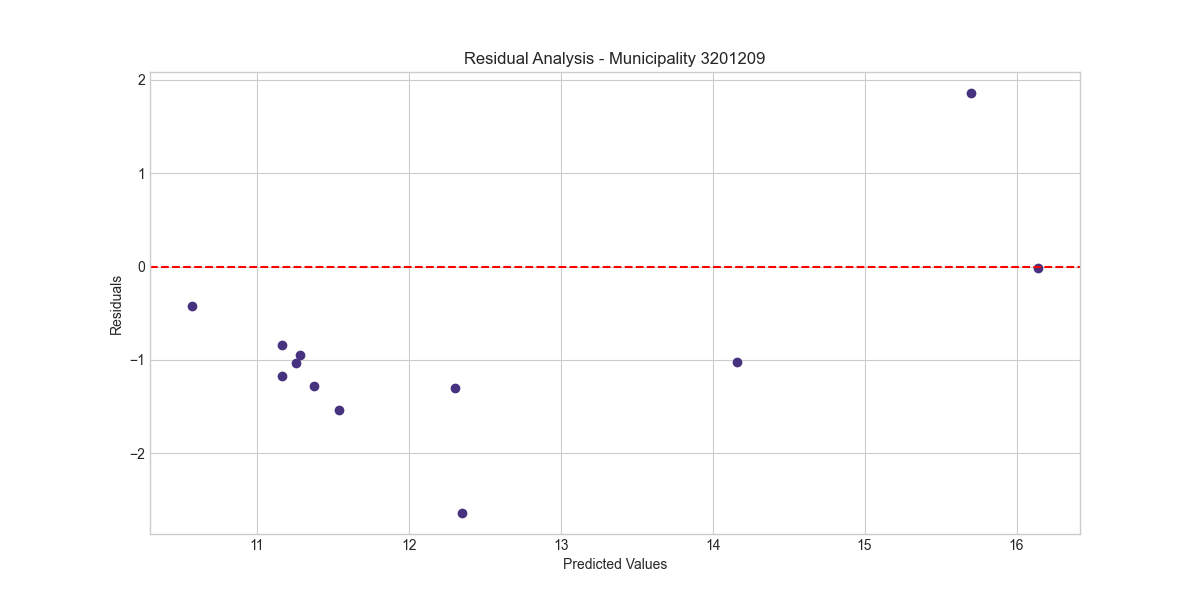 Residual Analysis - Municipality 3201209
Residuals
2
1
0
−1
−2
11 12 13 14 15 16
Predicted Values